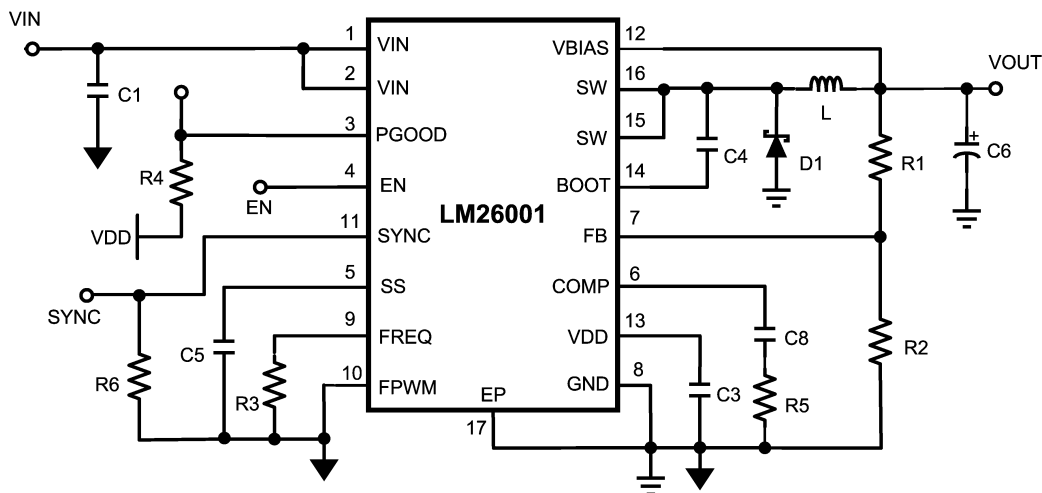 VIN
1
VIN
VBIAS
12
C1
2
VIN
SW
16
VOUT
L
3
PGOOD
SW
15
R4
C4
D1
R1
C6
+
4
EN
BOOT
14
EN
LM26001
VDD
11
SYNC
FB
7
5
SS
COMP
6
SYNC
C5
9
FREQ
VDD
13
C8
R2
R6
R3
10
FPWM
GND
8
C3
R5
EP
17